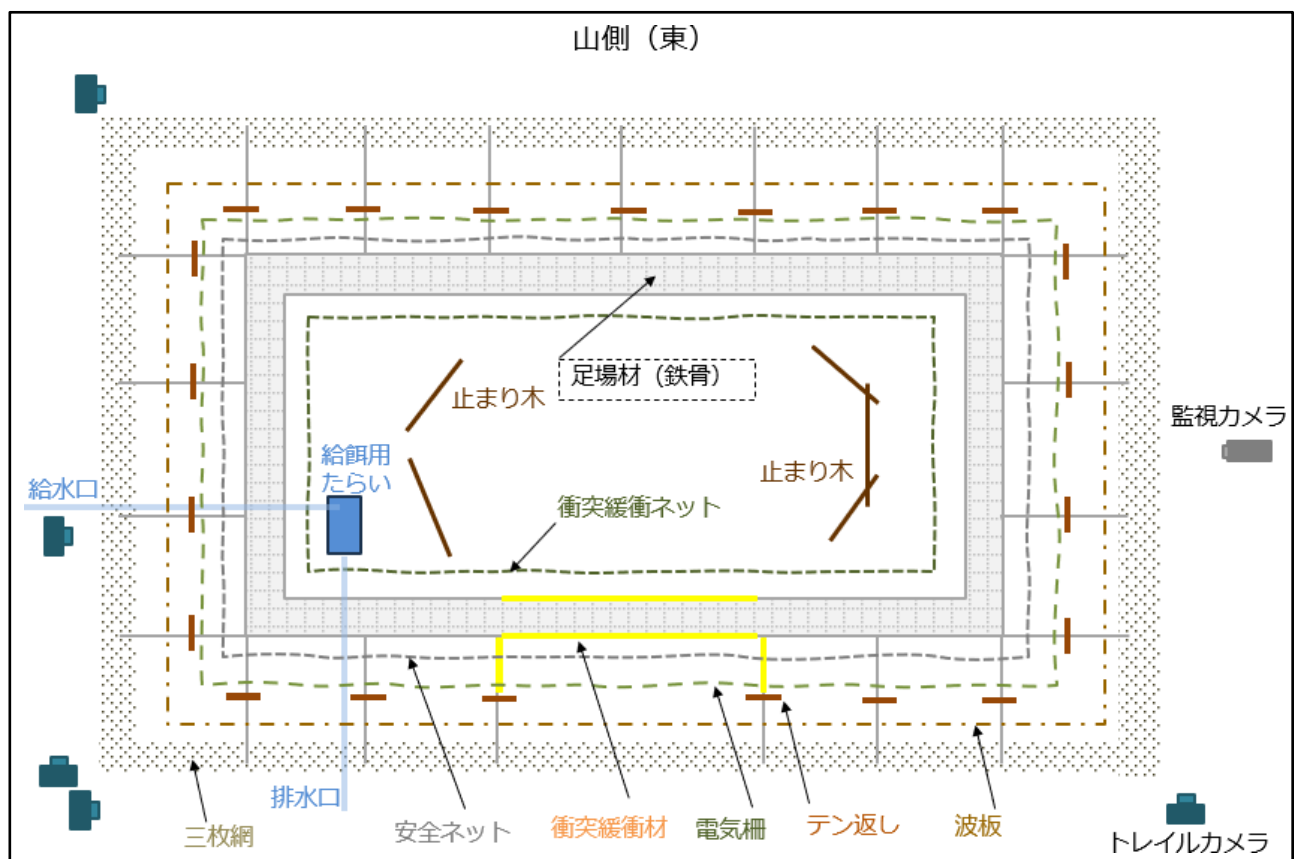 山側（東）
足場材（鉄骨）
止まり木
監視カメラ
給餌用
たらい
止まり木
給水口
衝突緩衝ネット
排水口
三枚網
安全ネット
衝突緩衝材
電気柵
テン返し
波板
トレイルカメラ